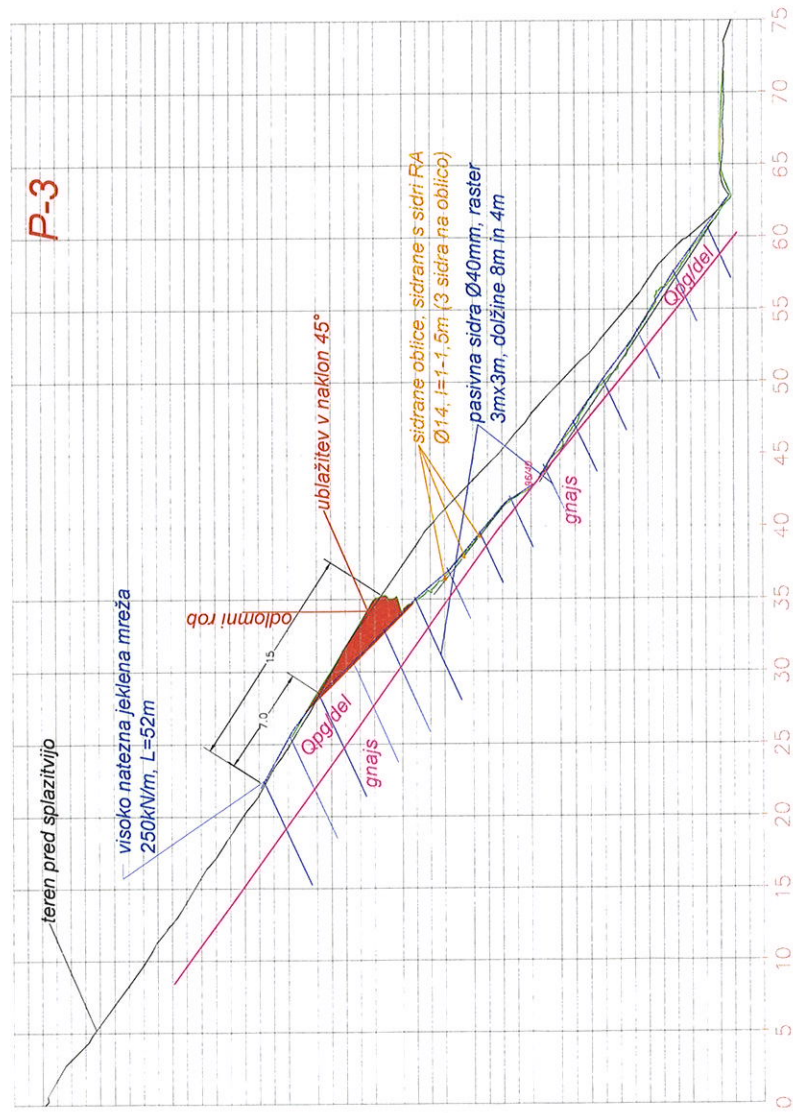 P-3
teren pred splazitvijo
visoko natezna jeklena mreža
250kN/m, L=52m
15
7.0
odlomni rob
ublažitev v naklon 45°
sidrane oblice, sidrane s sidri RA
Ø14, l=1-1,5m (3 sidra na oblico)
pasivna sidra Ø40mm, raster
3mx3m, dolžine 8m in 4m
Qpg/del
gnajs
gnajs
Qpg/del
0 5 10 15 20 25 30 35 40 45 50 55 60 65 70 75